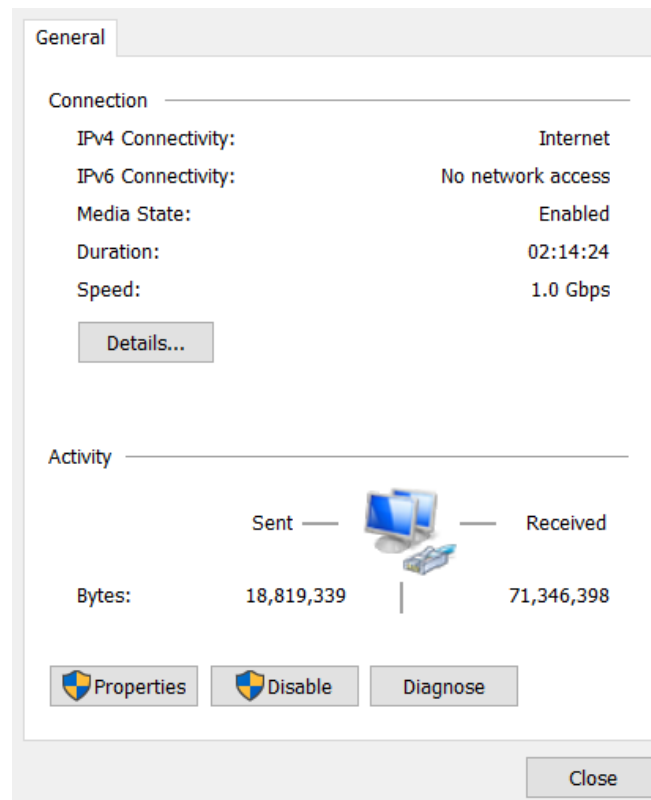 General
Connection
IPv4 Connectivity: Internet
IPv6 Connectivity: No network access
Media State: Enabled
Duration: 02:14:24
Speed: 1.0 Gbps
Details...
Activity
Sent Received
Bytes: 18,819,339 71,346,398
Properties Disable Diagnose
Close